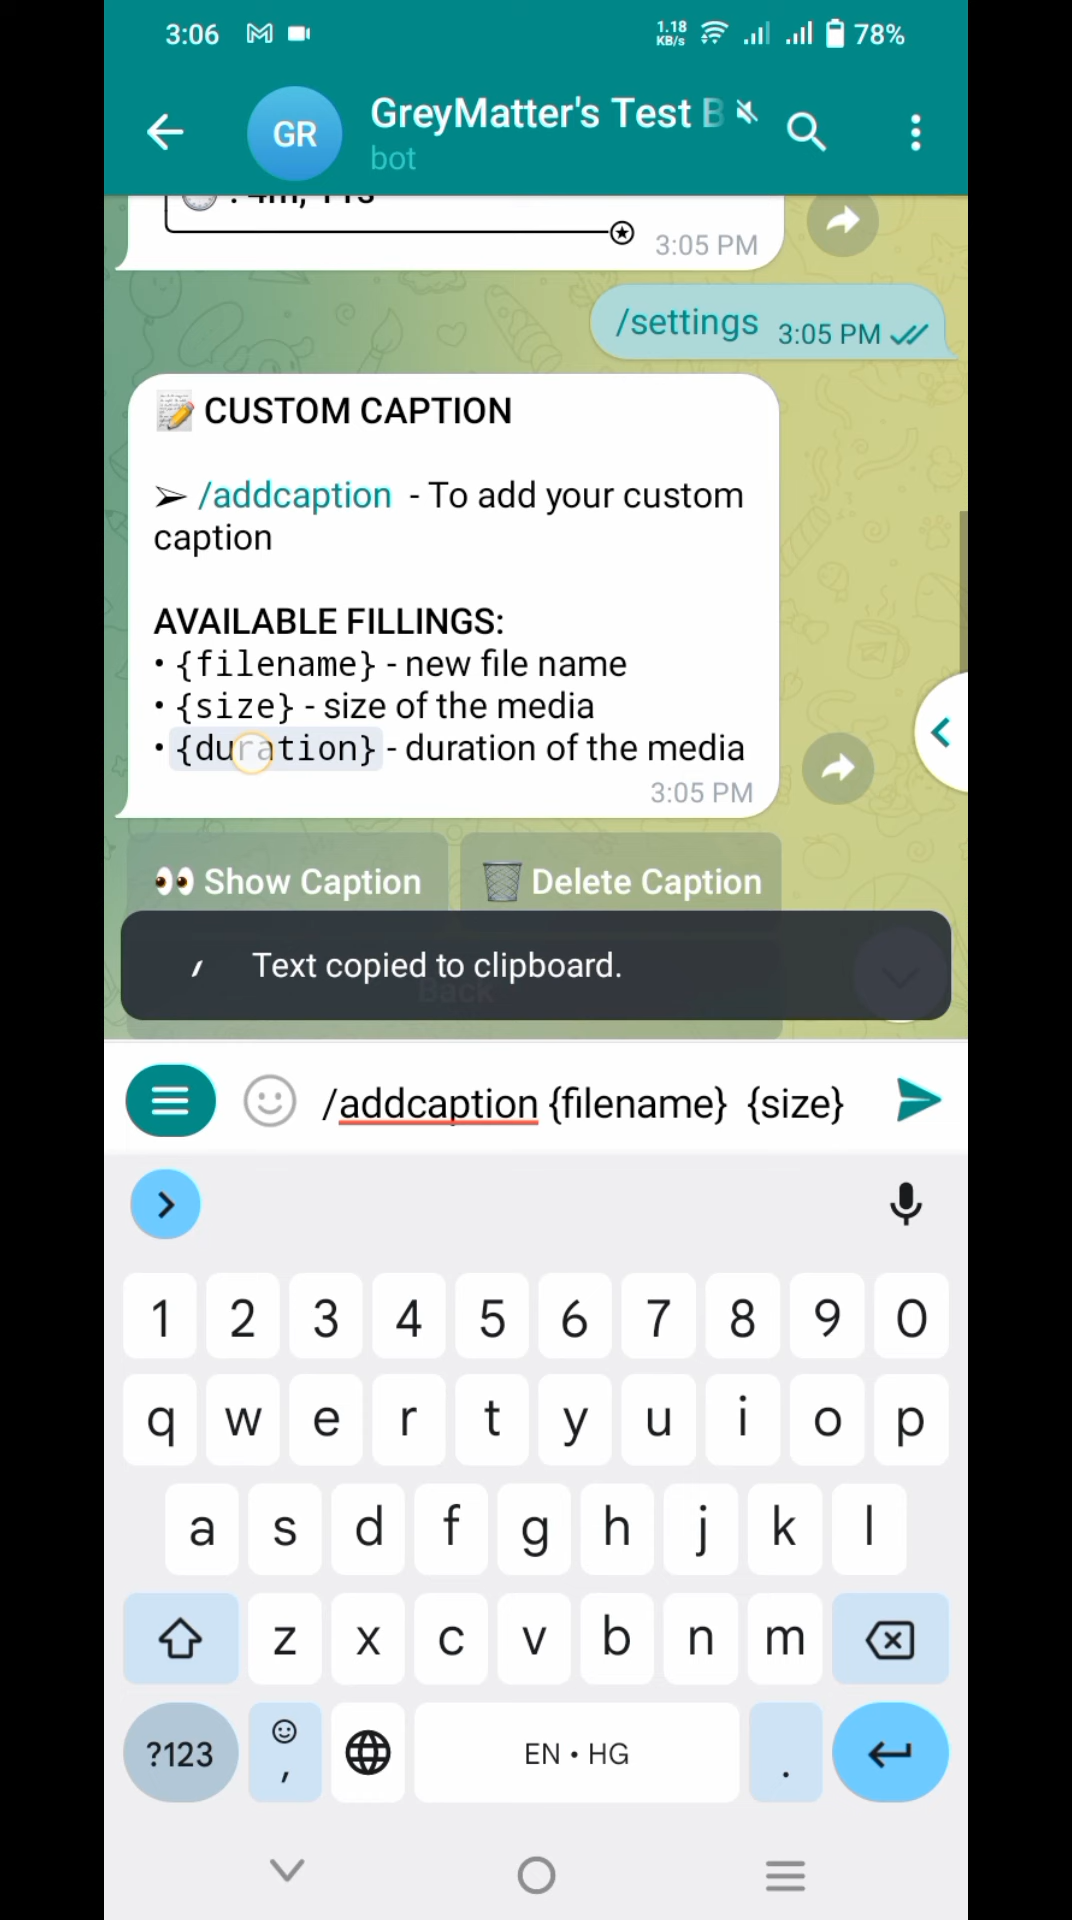 3:06
1.18
KB/s
78%
GR
GreyMatter's Test B
bot
3:05 PM
/settings 3:05 PM
📝 CUSTOM CAPTION
➢ /addcaption - To add your custom
caption
AVAILABLE FILLINGS:
• {filename} - new file name
• {size} - size of the media
• {duration} - duration of the media
3:05 PM
👀 Show Caption
🗑 Delete Caption
Text copied to clipboard.
Back
/addcaption {filename} {size}
1 2 3 4 5 6 7 8 9 0
q w e r t y u i o p
a s d f g h j k l
z x c v b n m
?123 , EN • HG .